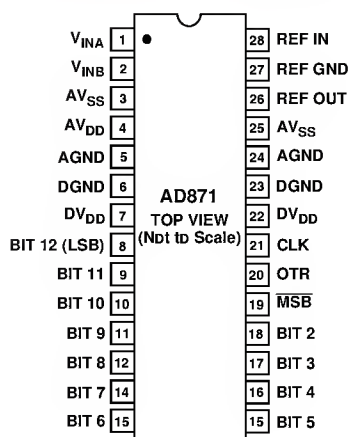 VINA 1 28 REF IN
VINB 2 27 REF GND
AVSS 3 26 REF OUT
AVDD 4 25 AVSS
AGND 5 24 AGND
DGND 6 23 DGND
AD871
DVDD 7 22 DVDD
TOP VIEW
(NDt tD Scale)
BIT 12 (LSB) 8 21 CLK
BIT 11 9 20 OTR
BIT 10 10 19 M̅S̅B̅
BIT 9 11 18 BIT 2
BIT 8 12 17 BIT 3
BIT 7 14 16 BIT 4
BIT 6 15 15 BIT 5